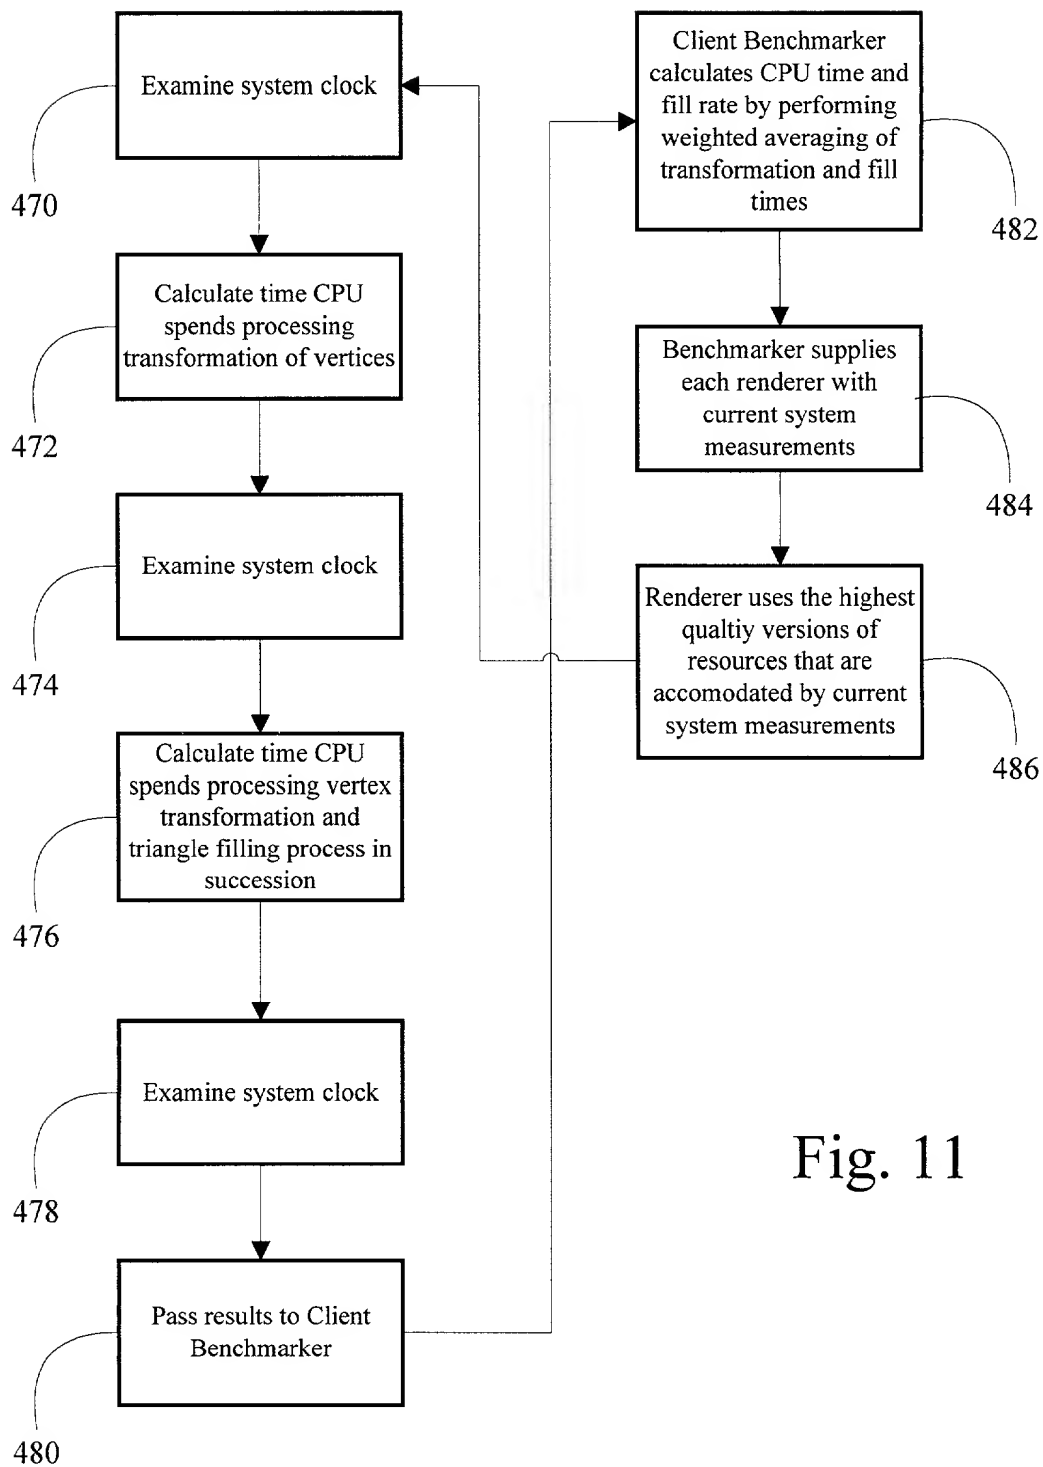 Examine system clock
470
Calculate time CPU
spends processing
transformation of vertices
472
Examine system clock
474
Calculate time CPU
spends processing vertex
transformation and
triangle filling process in
succession
476
Examine system clock
478
Pass results to Client
Benchmarker
480
Client Benchmarker
calculates CPU time and
fill rate by performing
weighted averaging of
transformation and fill
times
482
Benchmarker supplies
each renderer with
current system
measurements
484
Renderer uses the highest
qualtiy versions of
resources that are
accomodated by current
system measurements
486
Fig. 11